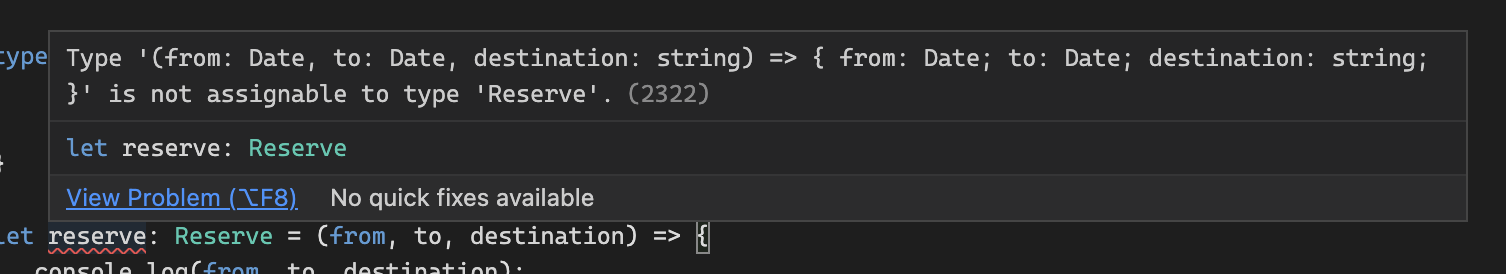 type
Type '(from: Date, to: Date, destination: string) => { from: Date; to: Date; destination: string;
}' is not assignable to type 'Reserve'. (2322)
let reserve: Reserve
}
View Problem (⌥F8) No quick fixes available
let reserve: Reserve = (from, to, destination) => {
console.log(from, to, destination);